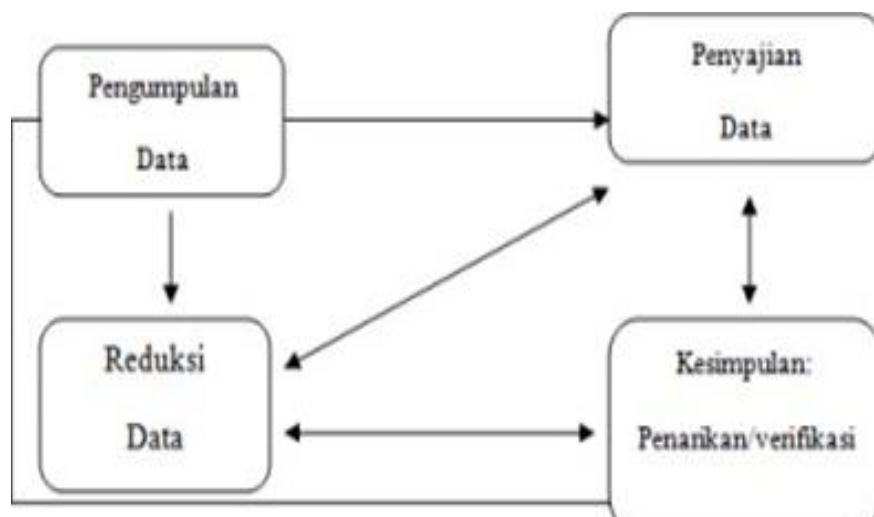 Pengumpulan
Data
Penyajian
Data
Reduksi
Data
Kesimpulan:
Penarikan/verifikasi